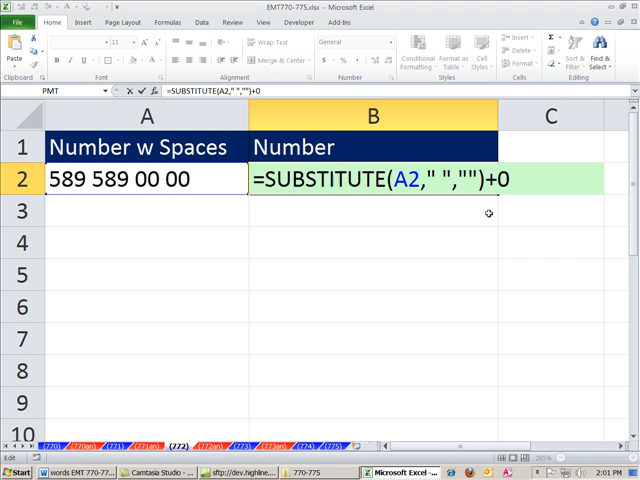 EMT770-775.xlsx - Microsoft Excel
File Home Insert Page Layout Formulas Data Review View Developer Add-Ins
Paste
Clipboard
11
Font
Wrap Text
Merge & Center
Alignment
General
Number
Conditional Formatting
Format as Table
Cell Styles
Styles
Insert
Delete
Format
Cells
Sort & Filter
Find & Select
Editing
PMT fx =SUBSTITUTE(A2," ","")+0
A B C
1 Number w Spaces Number
2 589 589 00 00 =SUBSTITUTE(A2," ","")+0
3
4
5
6
7
8
9
10
(770) (770an) (771) (771an) (772) (772an) (773) (773an) (774) (775)
Edit 265%
Start words EMT 770-77... Camtasia Studio - ... sftp://dev.highline... 770-775 Microsoft Excel -... 2:01 PM